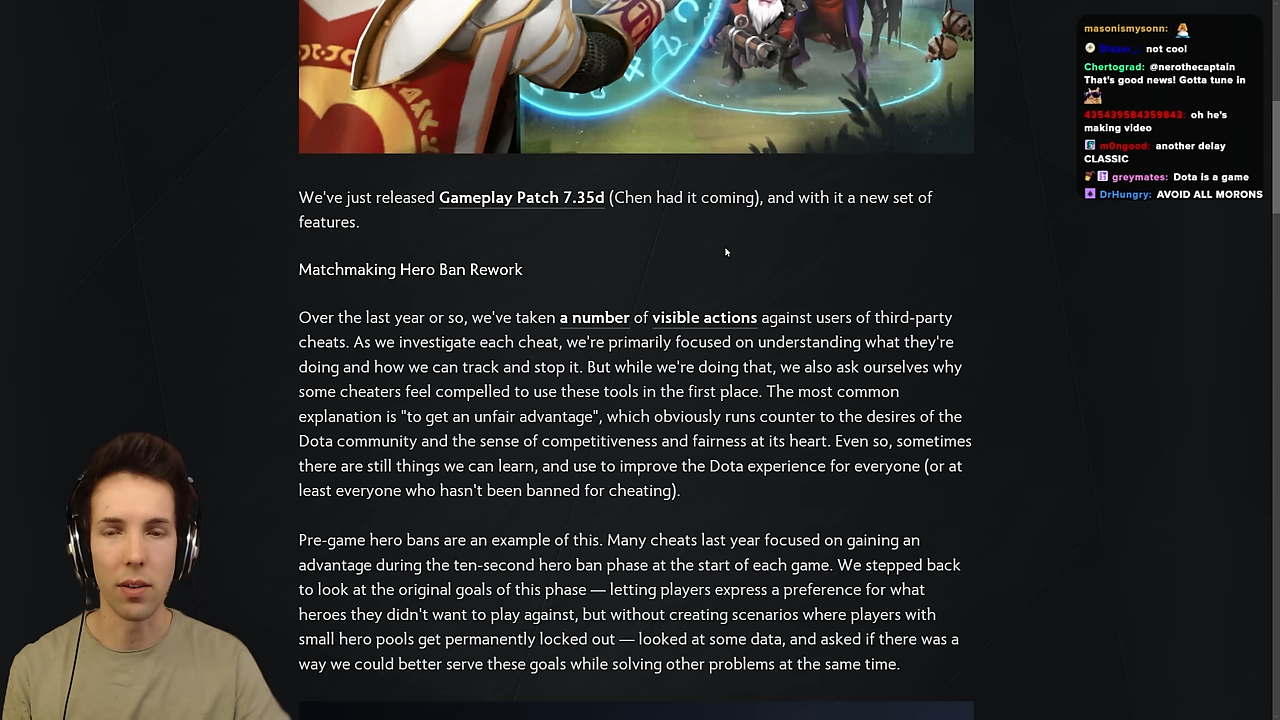 We've just released Gameplay Patch 7.35d (Chen had it coming), and with it a new set of
features.
Matchmaking Hero Ban Rework
Over the last year or so, we've taken a number of visible actions against users of third-party
cheats. As we investigate each cheat, we're primarily focused on understanding what they're
doing and how we can track and stop it. But while we're doing that, we also ask ourselves why
some cheaters feel compelled to use these tools in the first place. The most common
explanation is "to get an unfair advantage", which obviously runs counter to the desires of the
Dota community and the sense of competitiveness and fairness at its heart. Even so, sometimes
there are still things we can learn, and use to improve the Dota experience for everyone (or at
least everyone who hasn't been banned for cheating).
Pre-game hero bans are an example of this. Many cheats last year focused on gaining an
advantage during the ten-second hero ban phase at the start of each game. We stepped back
to look at the original goals of this phase — letting players express a preference for what
heroes they didn't want to play against, but without creating scenarios where players with
small hero pools get permanently locked out — looked at some data, and asked if there was a
way we could better serve these goals while solving other problems at the same time.
masonismysonn:
not cool
Chertograd: @nerothecaptain
That's good news! Gotta tune in
435439584359843: oh he's
making video
m0ngood: another delay
CLASSIC
greymates: Dota is a game
DrHungry: AVOID ALL MORONS